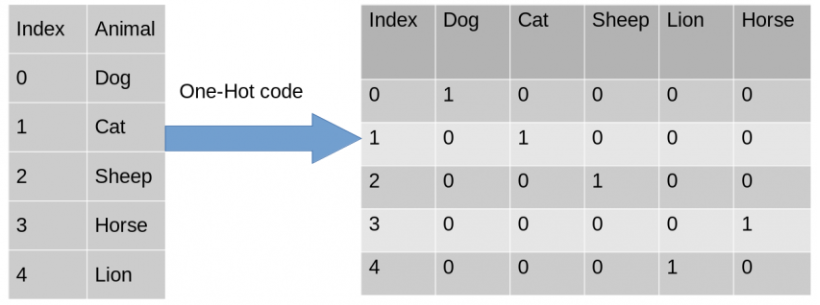 Index Animal
0 Dog
1 Cat
2 Sheep
3 Horse
4 Lion
One-Hot code
Index Dog Cat Sheep Lion Horse
0 1 0 0 0 0
1 0 1 0 0 0
2 0 0 1 0 0
3 0 0 0 0 1
4 0 0 0 1 0